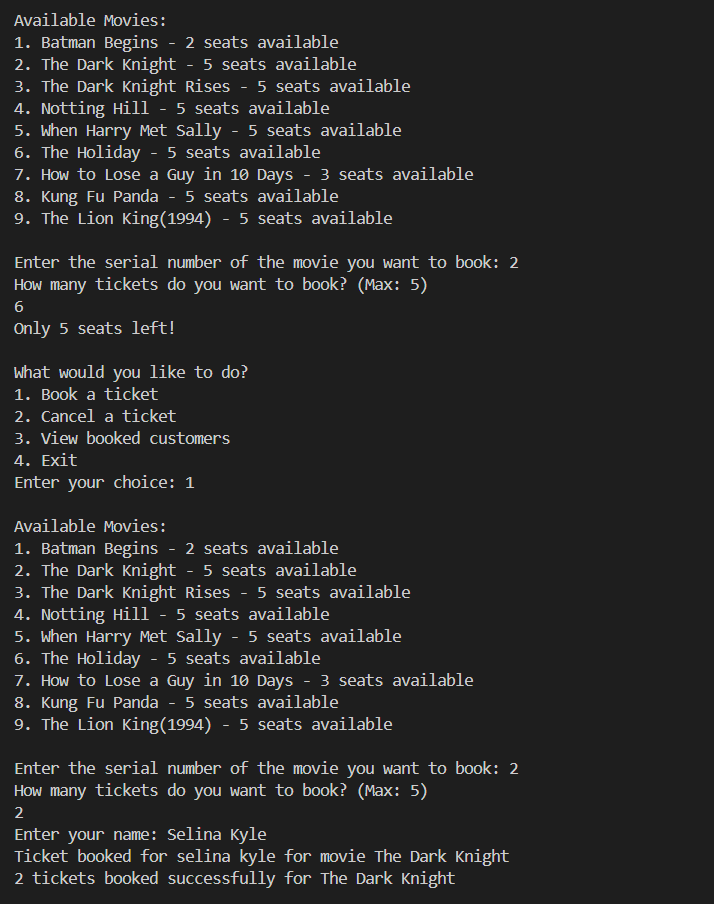 Available Movies:
1. Batman Begins - 2 seats available
2. The Dark Knight - 5 seats available
3. The Dark Knight Rises - 5 seats available
4. Notting Hill - 5 seats available
5. When Harry Met Sally - 5 seats available
6. The Holiday - 5 seats available
7. How to Lose a Guy in 10 Days - 3 seats available
8. Kung Fu Panda - 5 seats available
9. The Lion King(1994) - 5 seats available

Enter the serial number of the movie you want to book: 2
How many tickets do you want to book? (Max: 5)
6
Only 5 seats left!

What would you like to do?
1. Book a ticket
2. Cancel a ticket
3. View booked customers
4. Exit
Enter your choice: 1

Available Movies:
1. Batman Begins - 2 seats available
2. The Dark Knight - 5 seats available
3. The Dark Knight Rises - 5 seats available
4. Notting Hill - 5 seats available
5. When Harry Met Sally - 5 seats available
6. The Holiday - 5 seats available
7. How to Lose a Guy in 10 Days - 3 seats available
8. Kung Fu Panda - 5 seats available
9. The Lion King(1994) - 5 seats available

Enter the serial number of the movie you want to book: 2
How many tickets do you want to book? (Max: 5)
2
Enter your name: Selina Kyle
Ticket booked for selina kyle for movie The Dark Knight
2 tickets booked successfully for The Dark Knight